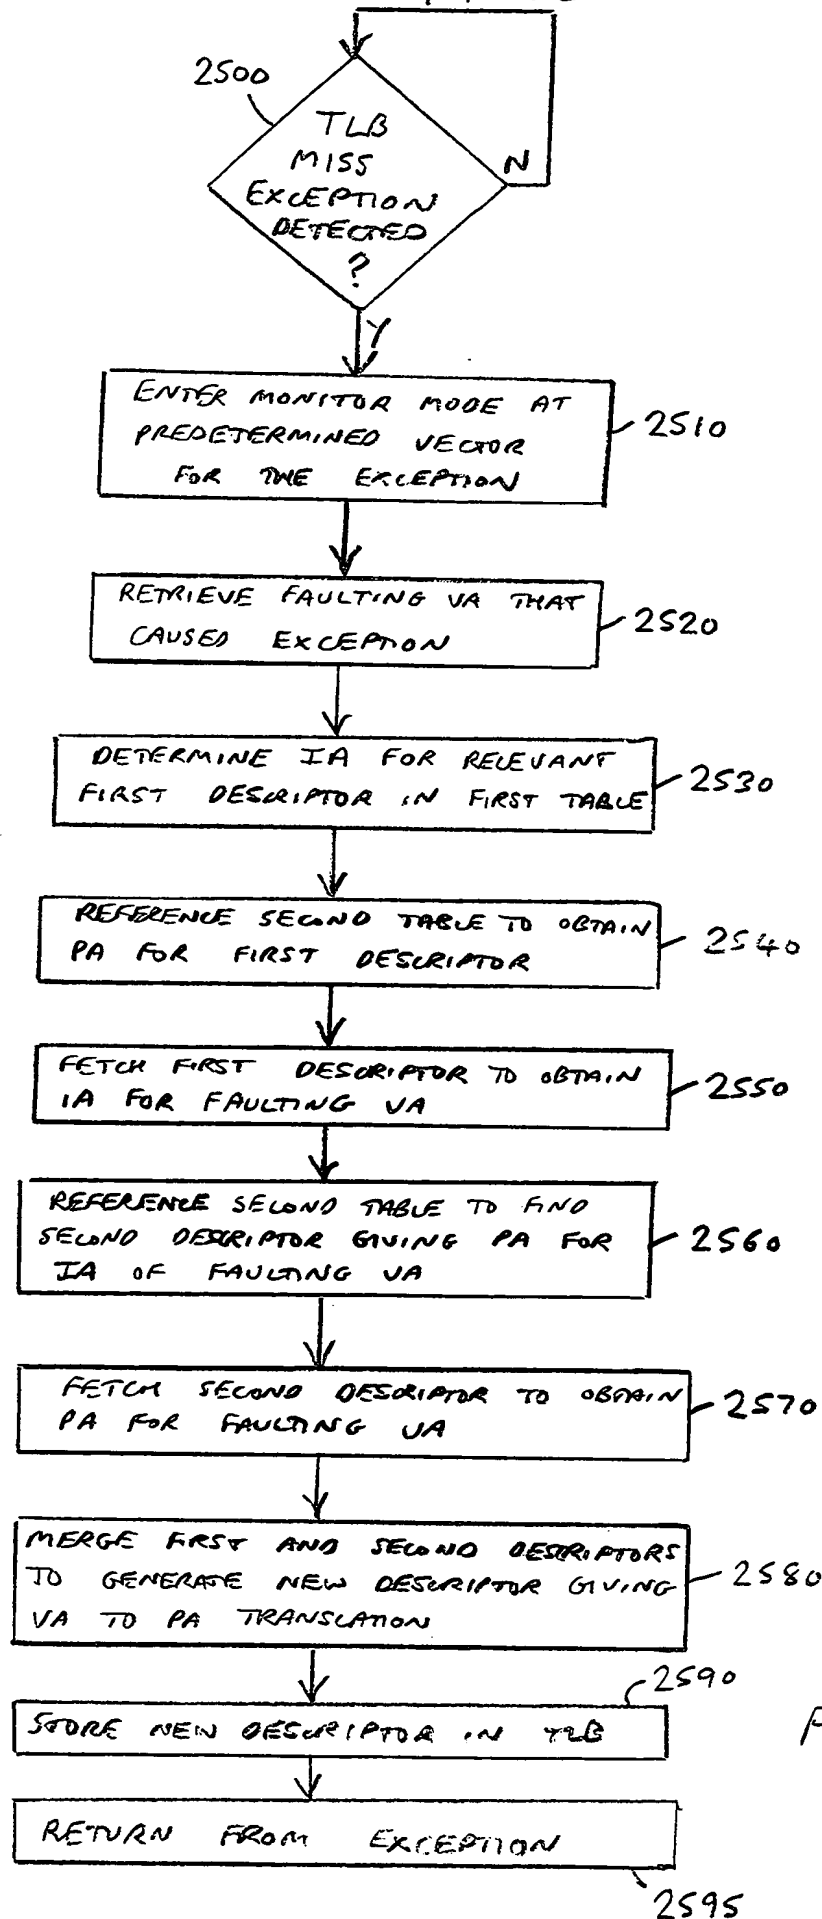 2500
TLB
MISS
EXCEPTION
DETECTED
?
N
Y
ENTER MONITOR MODE AT
PREDETERMINED VECTOR
FOR THE EXCEPTION
2510
RETRIEVE FAULTING VA THAT
CAUSED EXCEPTION
2520
DETERMINE IA FOR RELEVANT
FIRST DESCRIPTOR IN FIRST TABLE
2530
REFERENCE SECOND TABLE TO OBTAIN
PA FOR FIRST DESCRIPTOR
2540
FETCH FIRST DESCRIPTOR TO OBTAIN
IA FOR FAULTING VA
2550
REFERENCE SECOND TABLE TO FIND
SECOND DESCRIPTOR GIVING PA FOR
IA OF FAULTING VA
2560
FETCH SECOND DESCRIPTOR TO OBTAIN
PA FOR FAULTING VA
2570
MERGE FIRST AND SECOND DESCRIPTORS
TO GENERATE NEW DESCRIPTOR GIVING
VA TO PA TRANSLATION
2580
2590
STORE NEW DESCRIPTOR IN TLB
RETURN FROM EXCEPTION
2595